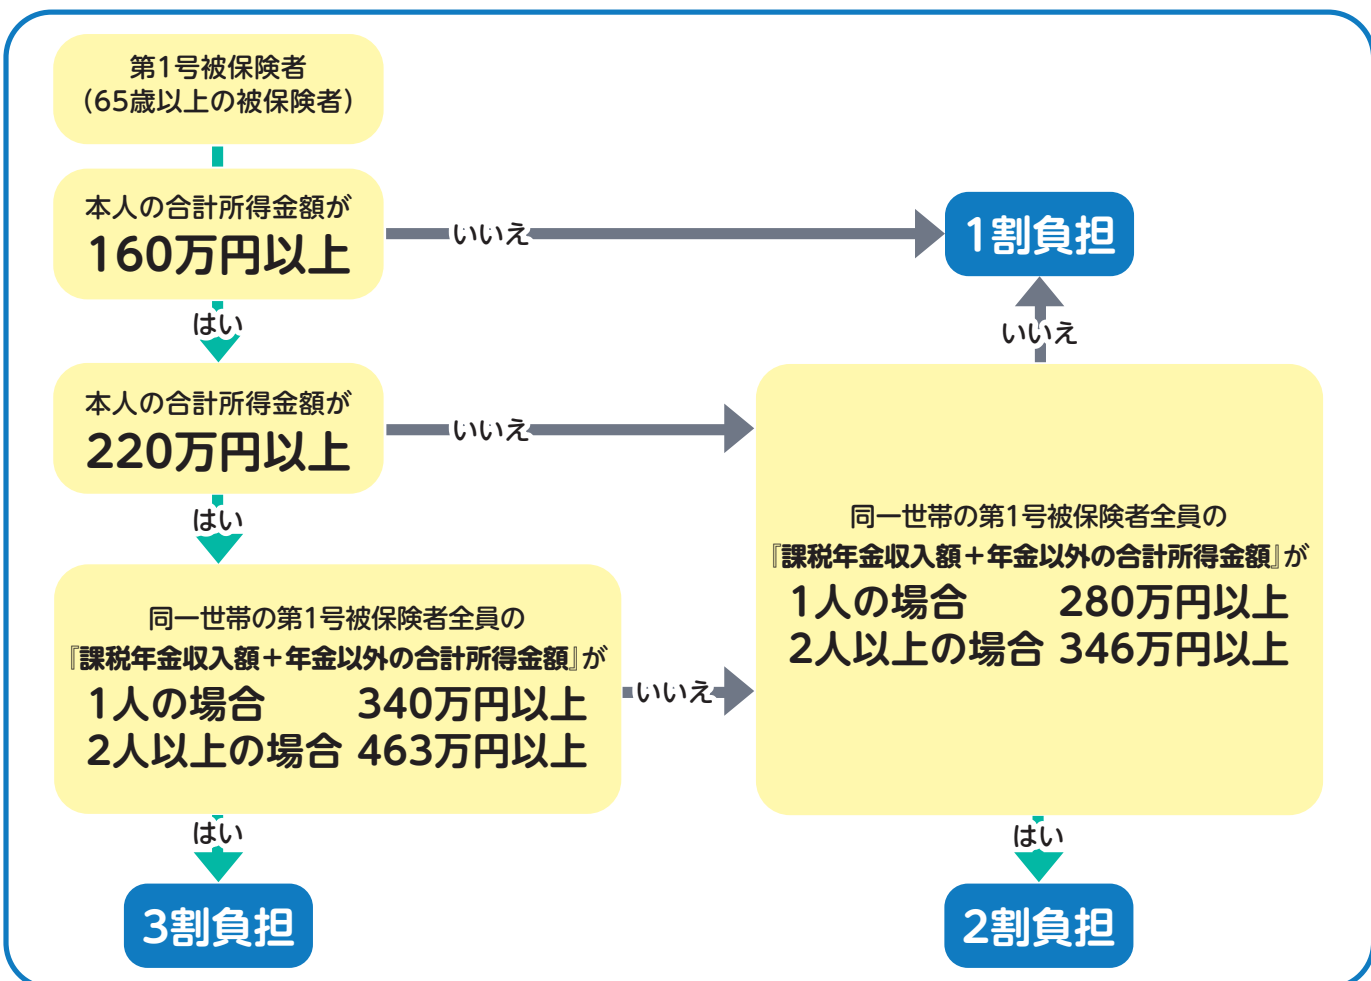 第1号被保険者
（65歳以上の被保険者）
本人の合計所得金額が
160万円以上
いいえ
1割負担
はい
いいえ
本人の合計所得金額が
220万円以上
いいえ
はい
同一世帯の第1号被保険者全員の
『課税年金収入額＋年金以外の合計所得金額』が
1人の場合 280万円以上
2人以上の場合 346万円以上
同一世帯の第1号被保険者全員の
『課税年金収入額＋年金以外の合計所得金額』が
1人の場合 340万円以上
2人以上の場合 463万円以上
いいえ
はい
はい
3割負担
2割負担